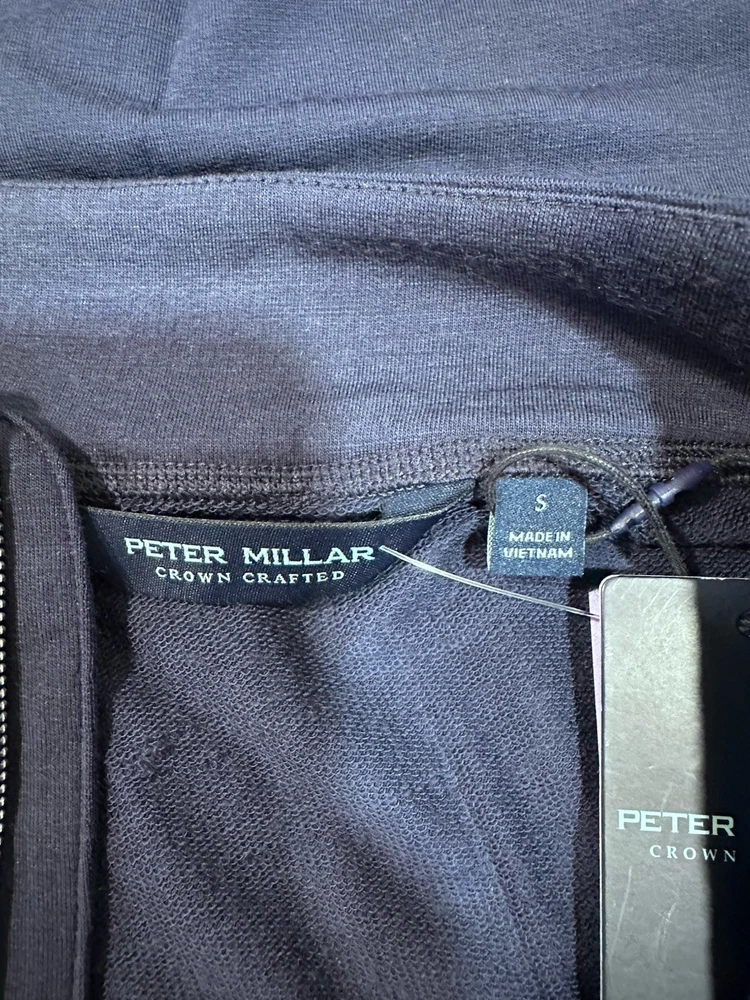 PETER MILLAR
CROWN CRAFTED
S
MADE IN
VIETNAM
PETER
CROWN